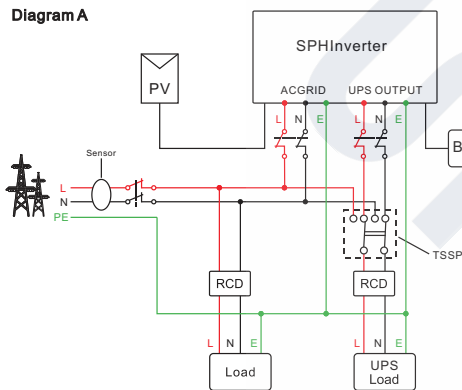 Diagram A
SPHInverter
PV
ACGRID UPS OUTPUT
L N E L N E
B
Sensor
L
N
PE
TSSP
RCD RCD
L N E L N E
Load UPS Load